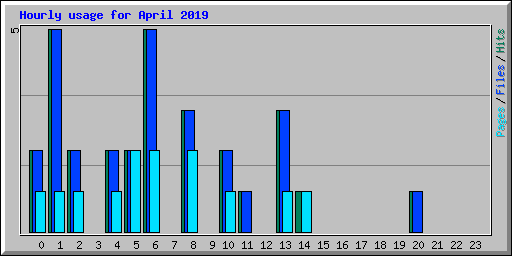 Hourly usage for April 2019
5
Pages/Files/Hits
0 1 2 3 4 5 6 7 8 9 10 11 12 13 14 15 16 17 18 19 20 21 22 23